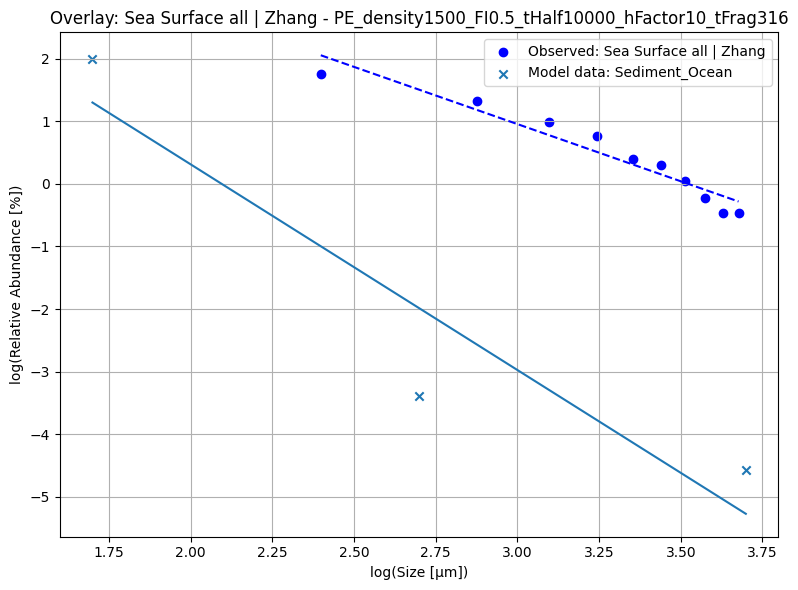 Overlay: Sea Surface all | Zhang - PE_density1500_FI0.5_tHalf10000_hFactor10_tFrag316
Observed: Sea Surface all | Zhang
Model data: Sediment_Ocean
log(Relative Abundance [%])
2
1
0
−1
−2
−3
−4
−5
1.75 2.00 2.25 2.50 2.75 3.00 3.25 3.50 3.75
log(Size [μm])